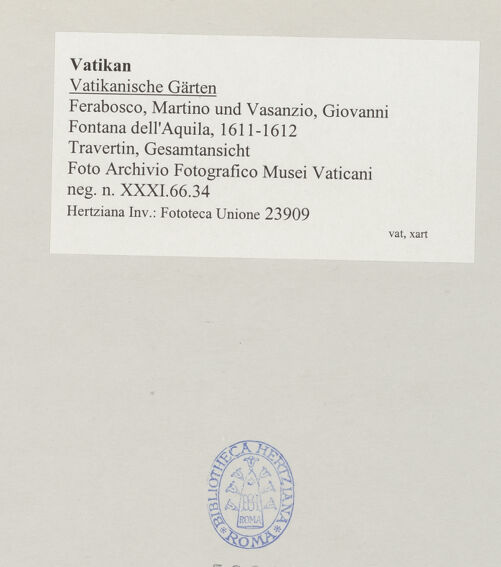 Vatikan
Vatikanische Gärten
Ferabosco, Martino und Vasanzio, Giovanni
Fontana dell'Aquila, 1611-1612
Travertin, Gesamtansicht
Foto Archivio Fotografico Musei Vaticani
neg. n. XXXI.66.34
Hertziana Inv.: Fototeca Unione 23909
vat, xart
BIBLIOTHECA HERTZIANA
ROMA
ROMA